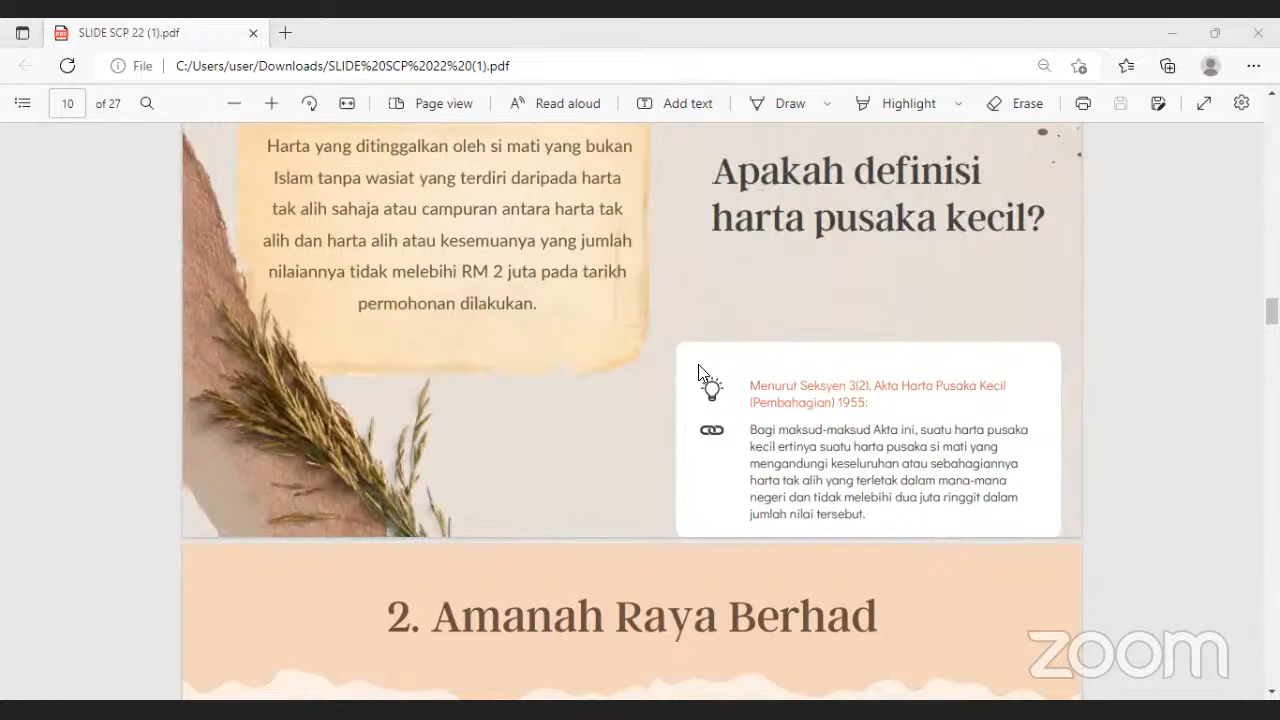 SLIDE SCP 22 (1).pdf
File
C:/Users/user/Downloads/SLIDE%20SCP%2022%20(1).pdf
10 of 27
Page view
Read aloud
Add text
Draw
Highlight
Erase
Harta yang ditinggalkan oleh si mati yang bukan
Islam tanpa wasiat yang terdiri daripada harta
tak alih sahaja atau campuran antara harta tak
alih dan harta alih atau kesemuanya yang jumlah
nilaiannya tidak melebihi RM 2 juta pada tarikh
permohonan dilakukan.
Apakah definisi
harta pusaka kecil?
Menurut Seksyen 3(2), Akta Harta Pusaka Kecil
(Pembahagian) 1955:
Bagi maksud-maksud Akta ini, suatu harta pusaka
kecil ertinya suatu harta pusaka si mati yang
mengandungi keseluruhan atau sebahagiannya
harta tak alih yang terletak dalam mana-mana
negeri dan tidak melebihi dua juta ringgit dalam
jumlah nilai tersebut.
2. Amanah Raya Berhad
zoom